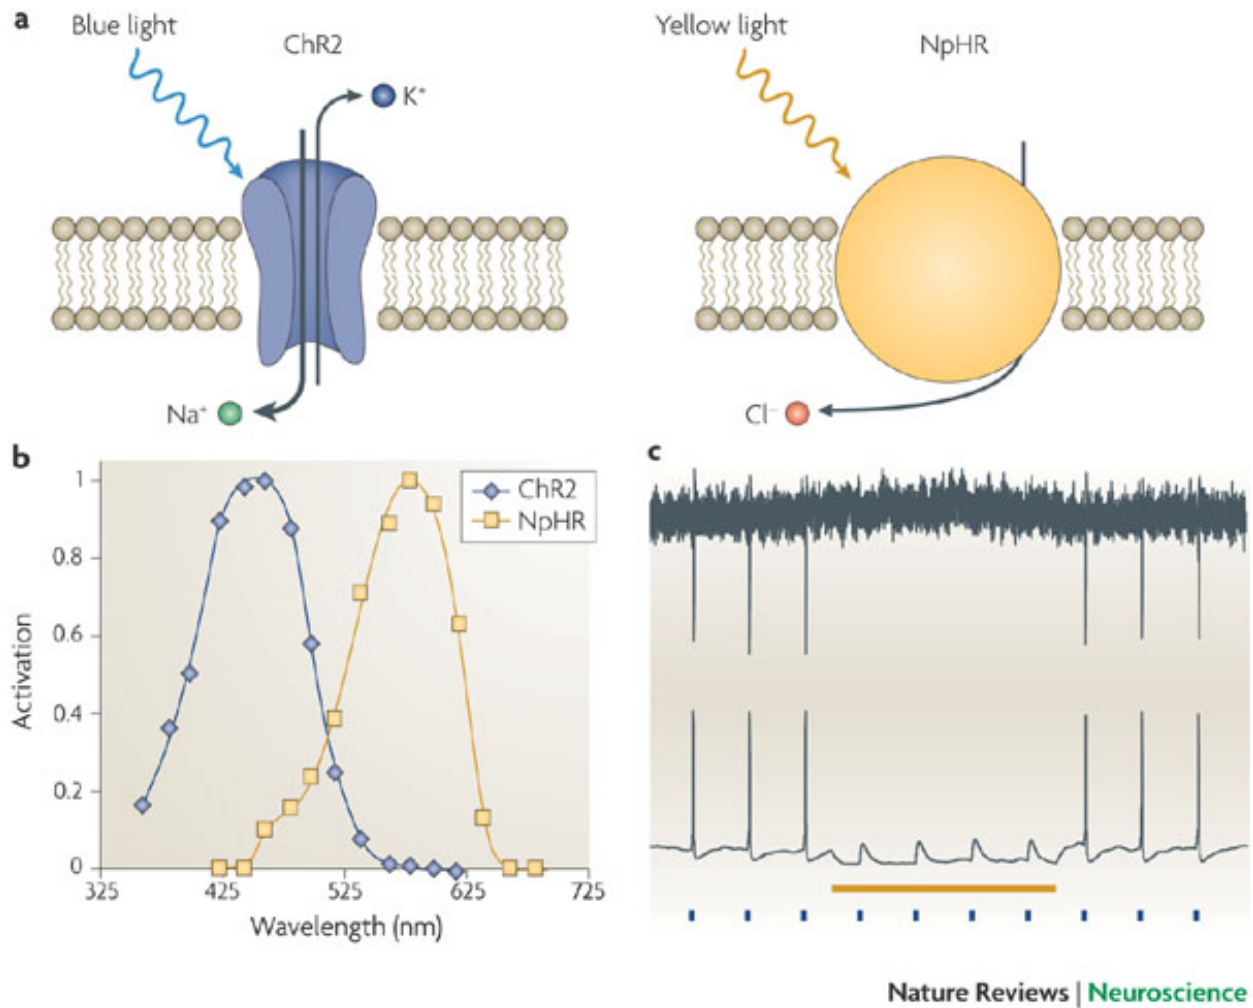 a
Blue light
ChR2
K⁺
Na⁺
Yellow light
NpHR
Cl⁻
b
1
0.8
0.6
0.4
0.2
0
Activation
ChR2
NpHR
325 425 525 625 725
Wavelength (nm)
c
Nature Reviews | Neuroscience